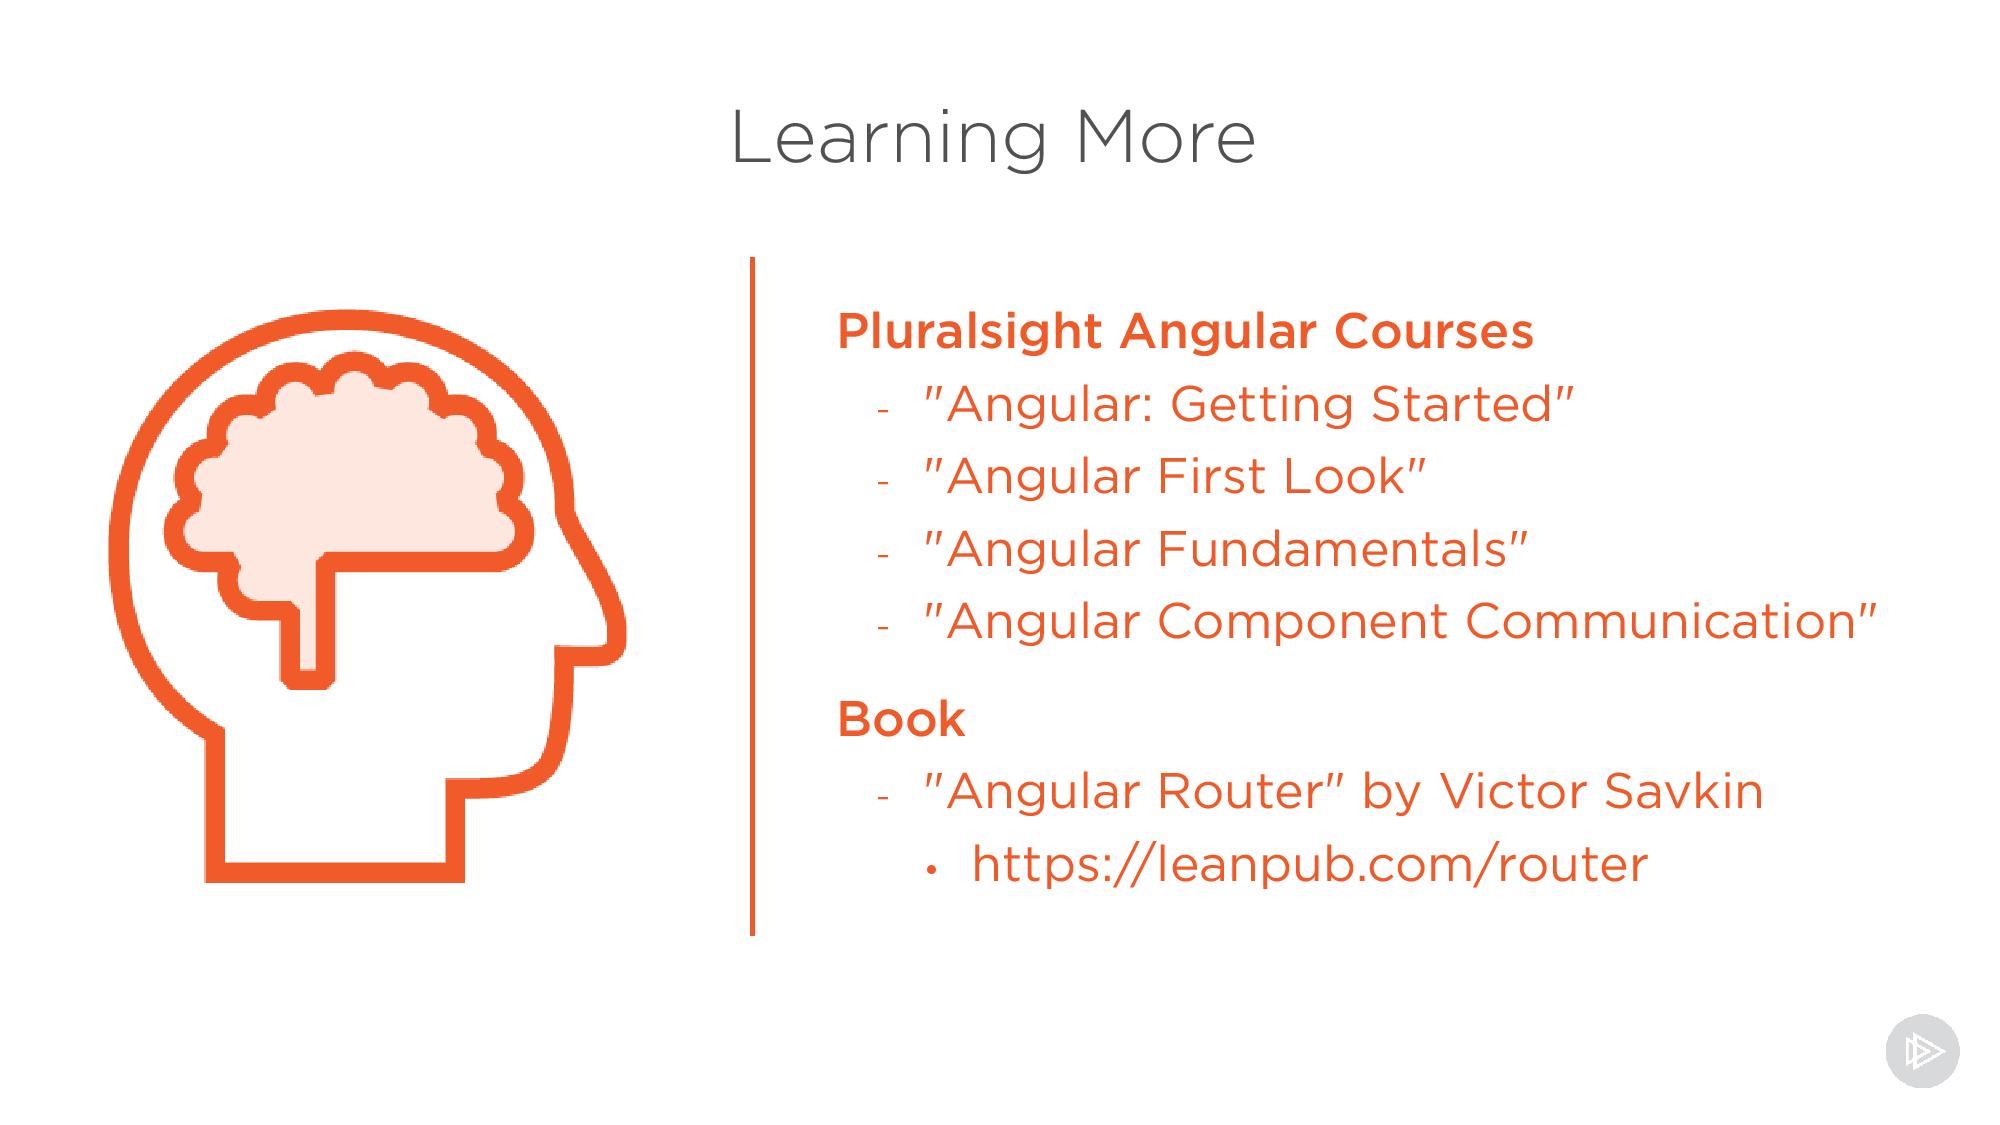 Learning More
Pluralsight Angular Courses
- "Angular: Getting Started"
- "Angular First Look"
- "Angular Fundamentals"
- "Angular Component Communication"
Book
- "Angular Router" by Victor Savkin
• https://leanpub.com/router